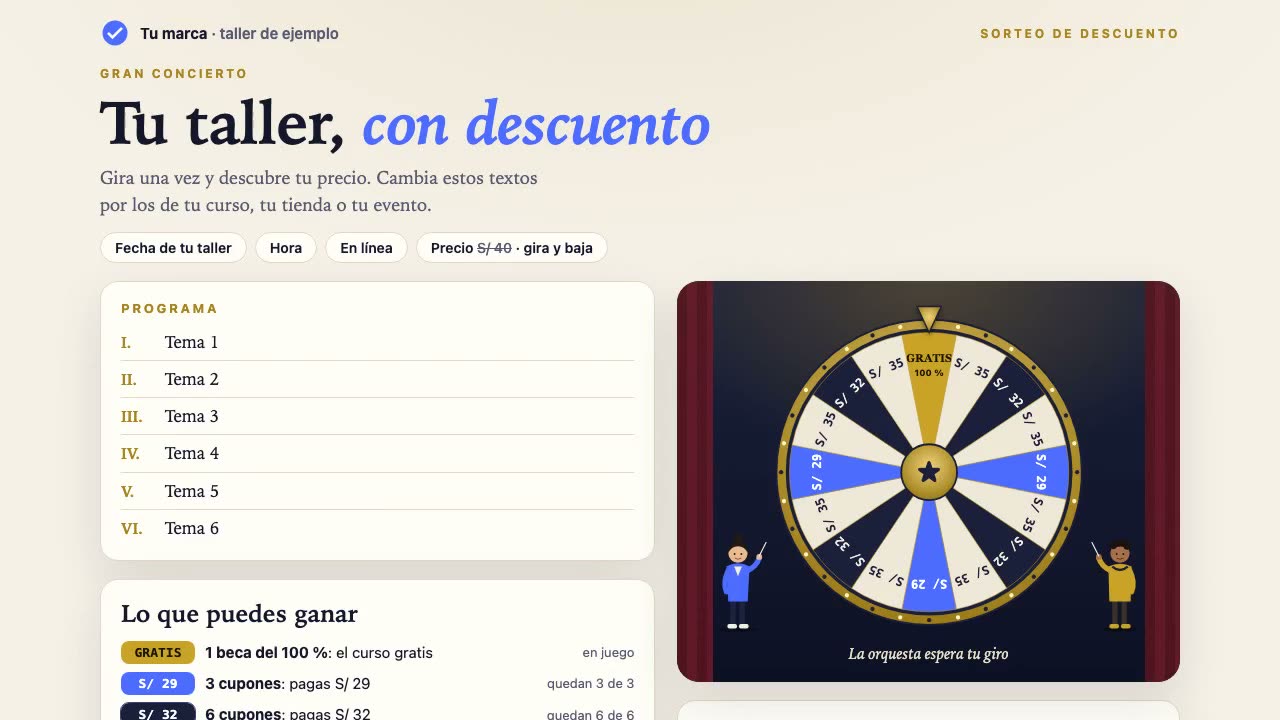 Tu marca · taller de ejemplo
SORTEO DE DESCUENTO
GRAN CONCIERTO
Tu taller, con descuento
Gira una vez y descubre tu precio. Cambia estos textos
por los de tu curso, tu tienda o tu evento.
Fecha de tu taller
Hora
En línea
Precio S/ 40 · gira y baja
PROGRAMA
I. Tema 1
II. Tema 2
III. Tema 3
IV. Tema 4
V. Tema 5
VI. Tema 6
Lo que puedes ganar
GRATIS 1 beca del 100 %: el curso gratis en juego
S/ 29 3 cupones: pagas S/ 29 quedan 3 de 3
S/ 32 6 cupones: pagas S/ 32 quedan 6 de 6
GRATIS
100 %
S/ 35
S/ 32
S/ 35
S/ 29
S/ 35
S/ 32
S/ 35
S/ 29
S/ 35
S/ 32
S/ 35
S/ 29
S/ 35
S/ 32
S/ 35
La orquesta espera tu giro